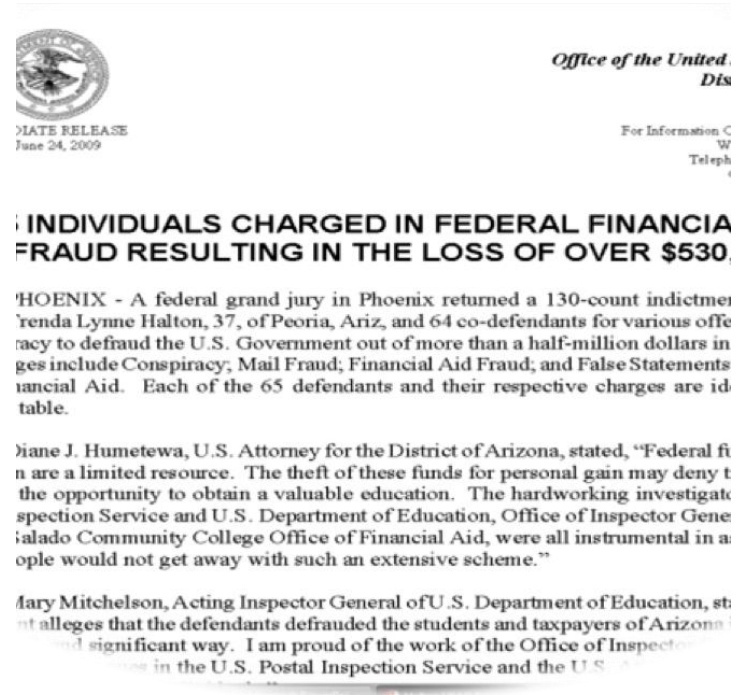 Office of the United
Dis
DIATE RELEASE
June 24, 2009
For Information C
W
Teleph
INDIVIDUALS CHARGED IN FEDERAL FINANCIA
FRAUD RESULTING IN THE LOSS OF OVER $530,
PHOENIX - A federal grand jury in Phoenix returned a 130-count indictmen
Trenda Lynne Halton, 37, of Peoria, Ariz, and 64 co-defendants for various offe
racy to defraud the U.S. Government out of more than a half-million dollars in
ges include Conspiracy; Mail Fraud; Financial Aid Fraud; and False Statements
nancial Aid. Each of the 65 defendants and their respective charges are ide
table.
Diane J. Humetewa, U.S. Attorney for the District of Arizona, stated, “Federal fu
n are a limited resource. The theft of these funds for personal gain may deny t
the opportunity to obtain a valuable education. The hardworking investigato
spection Service and U.S. Department of Education, Office of Inspector Gene
Salado Community College Office of Financial Aid, were all instrumental in a
ople would not get away with such an extensive scheme.”
Mary Mitchelson, Acting Inspector General of U.S. Department of Education, sta
nt alleges that the defendants defrauded the students and taxpayers of Arizona
nd significant way. I am proud of the work of the Office of Inspecto
in the U.S. Postal Inspection Service and the U.S.